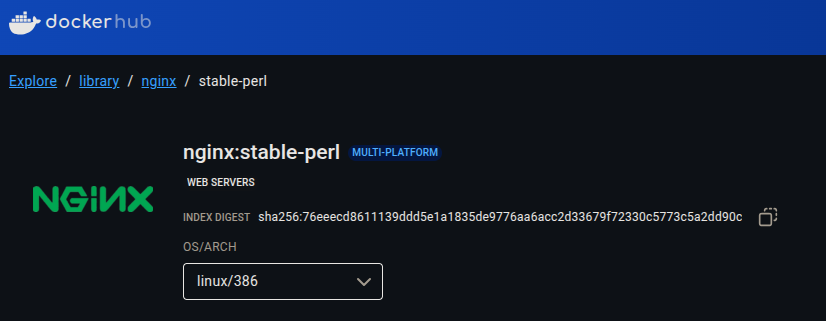 dockerhub
Explore / library / nginx / stable-perl
nginx:stable-perl MULTI-PLATFORM
WEB SERVERS
NGINX
INDEX DIGEST sha256:76eeecd8611139ddd5e1a1835de9776aa6acc2d33679f72330c5773c5a2dd90c
OS/ARCH
linux/386